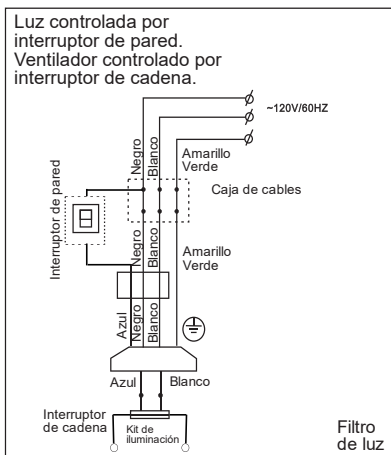 Luz controlada por
interruptor de pared.
Ventilador controlado por
interruptor de cadena.
~120V/60HZ
Negro
Blanco
Amarillo
Verde
Interruptor de pared
Caja de cables
Negro
Blanco
Amarillo
Verde
Azul
Negro
Blanco
Azul
Blanco
Interruptor
de cadena
Kit de
iluminación
Filtro
de luz